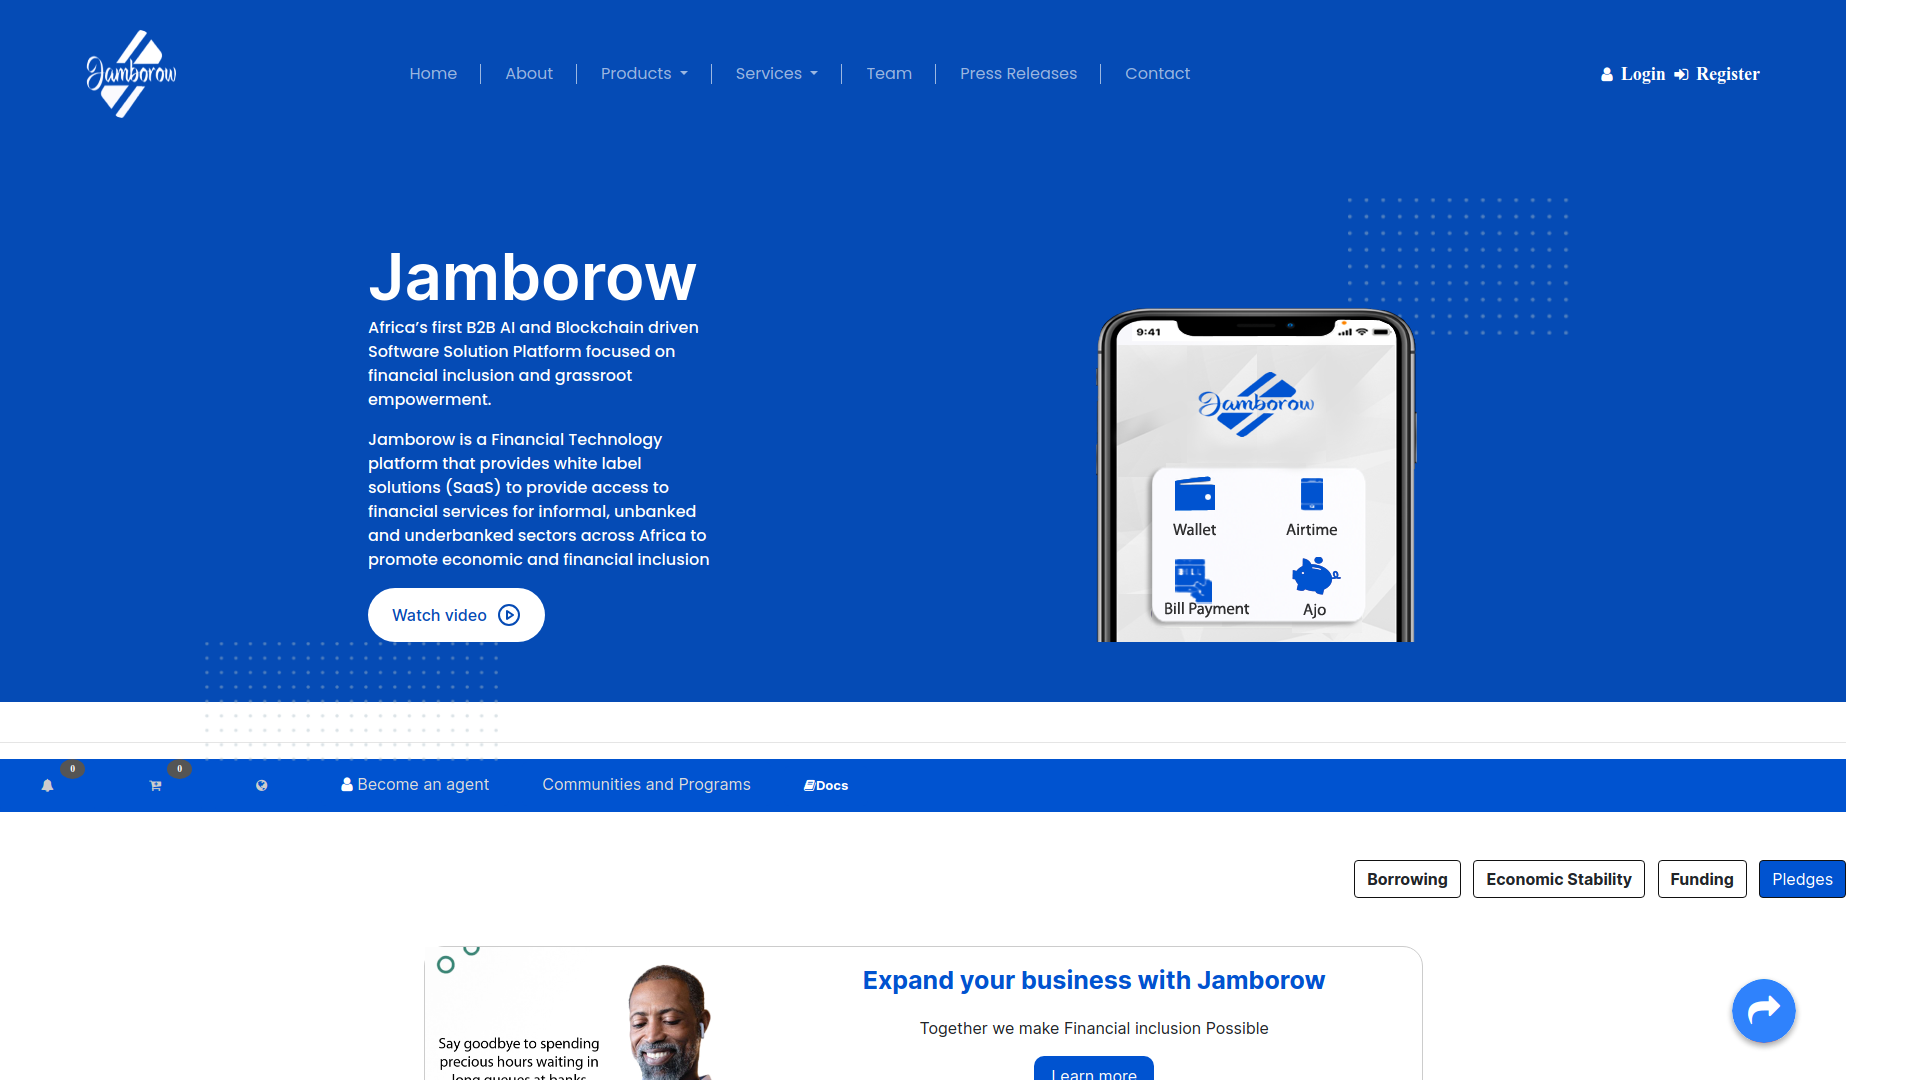 Jamborow
Home
About
Products
Services
Team
Press Releases
Contact
Login
Register
Jamborow
Africa’s first B2B AI and Blockchain driven
Software Solution Platform focused on
financial inclusion and grassroot
empowerment.
Jamborow is a Financial Technology
platform that provides white label
solutions (SaaS) to provide access to
financial services for informal, unbanked
and underbanked sectors across Africa to
promote economic and financial inclusion
Watch video
9:41
Jamborow
Wallet
Airtime
BILL
Bill Payment
Ajo
0
0
Become an agent
Communities and Programs
Docs
Borrowing
Economic Stability
Funding
Pledges
Say goodbye to spending
precious hours waiting in
long queues at banks
Expand your business with Jamborow
Together we make Financial inclusion Possible
Learn more